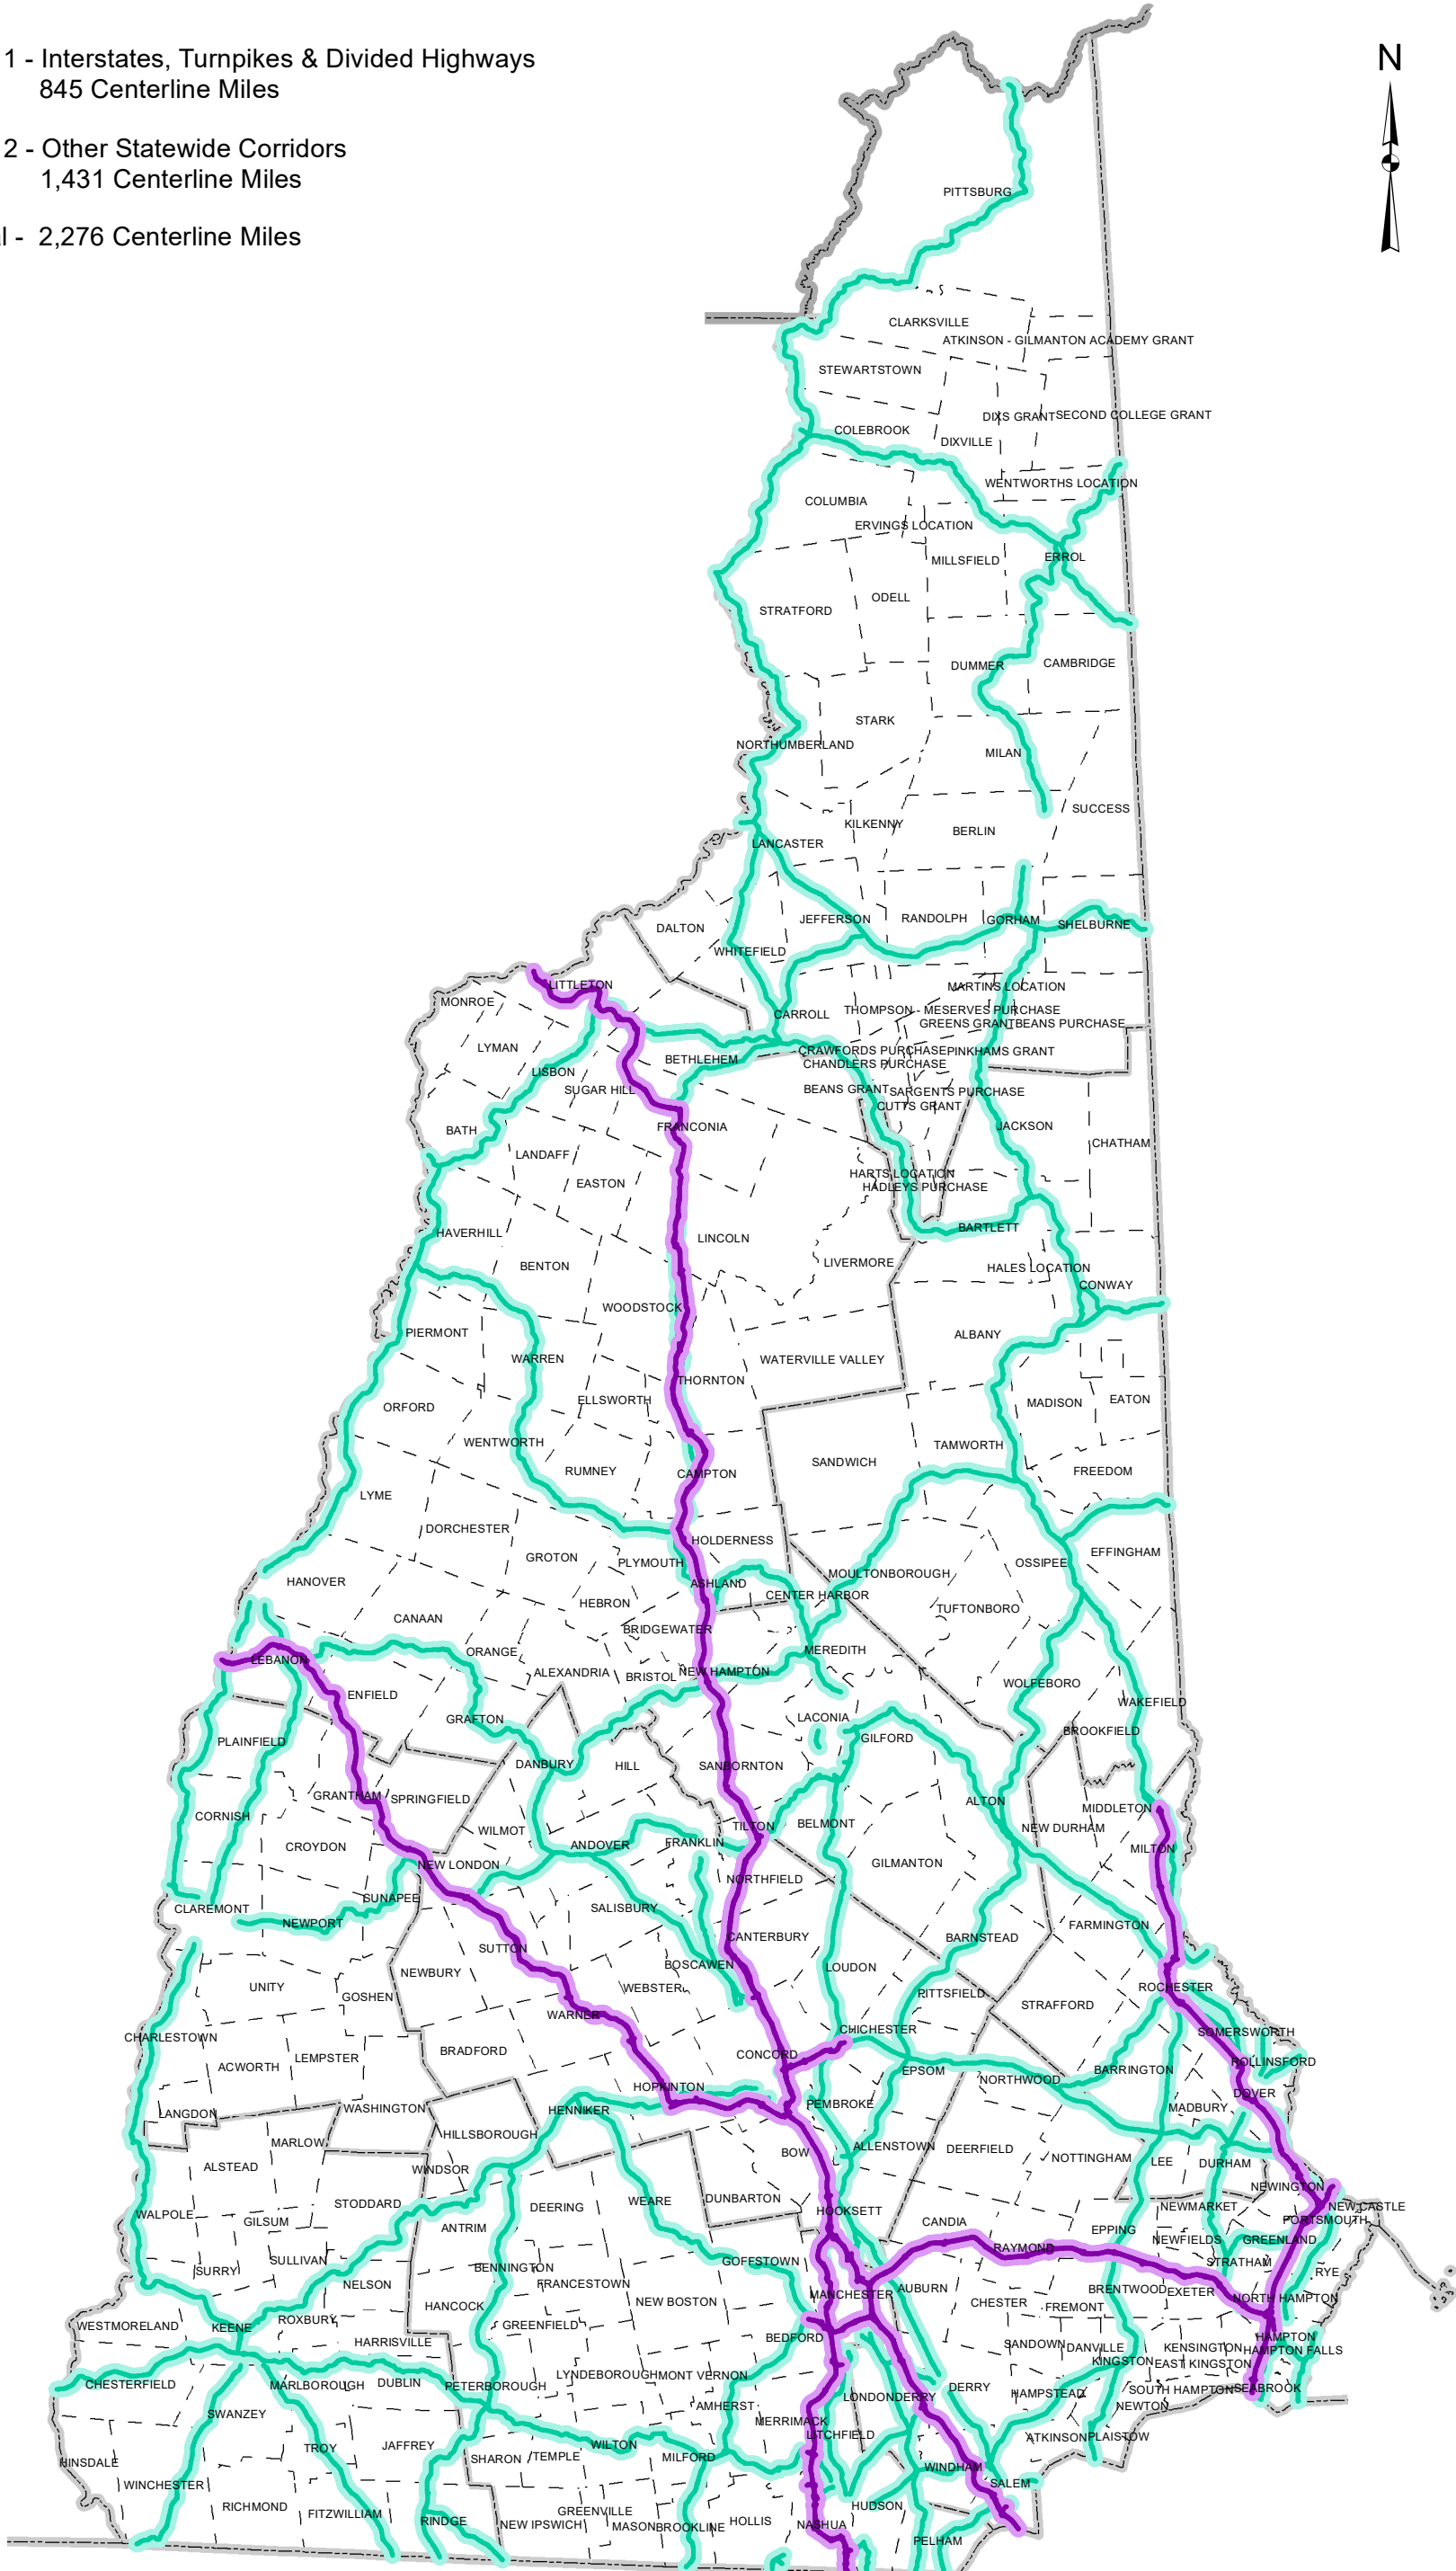 1 - Interstates, Turnpikes & Divided Highways
845 Centerline Miles
2 - Other Statewide Corridors
1,431 Centerline Miles
l - 2,276 Centerline Miles
N
PITTSBURG
CLARKSVILLE
ATKINSON - GILMANTON ACADEMY GRANT
STEWARTSTOWN
DIXS GRANT
SECOND COLLEGE GRANT
COLEBROOK
DIXVILLE
WENTWORTHS LOCATION
COLUMBIA
ERVINGS LOCATION
ERROL
MILLSFIELD
ODELL
STRATFORD
DUMMER
CAMBRIDGE
STARK
NORTHUMBERLAND
MILAN
SUCCESS
KILKENNY
BERLIN
LANCASTER
JEFFERSON
RANDOLPH
GORHAM
SHELBURNE
DALTON
WHITEFIELD
LITTLETON
MARTINS LOCATION
MONROE
CARROLL
THOMPSON - MESERVES PURCHASE
GREENS GRANT
BEANS PURCHASE
LYMAN
CRAWFORDS PURCHASE
PINKHAMS GRANT
BETHLEHEM
CHANDLERS PURCHASE
LISBON
SUGAR HILL
BEANS GRANT
SARGENTS PURCHASE
CUTTS GRANT
FRANCONIA
JACKSON
BATH
CHATHAM
LANDAFF
HARTS LOCATION
EASTON
HADLEYS PURCHASE
BARTLETT
HAVERHILL
LINCOLN
LIVERMORE
BENTON
HALES LOCATION
CONWAY
WOODSTOCK
PIERMONT
ALBANY
WARREN
WATERVILLE VALLEY
THORNTON
ELLSWORTH
EATON
MADISON
ORFORD
WENTWORTH
TAMWORTH
SANDWICH
RUMNEY
CAMPTON
FREEDOM
LYME
DORCHESTER
HOLDERNESS
EFFINGHAM
GROTON
PLYMOUTH
OSSIPEE
MOULTONBOROUGH
HANOVER
ASHLAND
CENTER HARBOR
HEBRON
TUFTONBORO
CANAAN
BRIDGEWATER
ORANGE
MEREDITH
LEBANON
ALEXANDRIA
BRISTOL
NEW HAMPTON
WOLFEBORO
ENFIELD
WAKEFIELD
GRAFTON
LACONIA
BROOKFIELD
PLAINFIELD
GILFORD
DANBURY
HILL
SANBORNTON
GRANTHAM
SPRINGFIELD
ALTON
MIDDLETON
CORNISH
TILTON
BELMONT
NEW DURHAM
WILMOT
CROYDON
ANDOVER
FRANKLIN
MILTON
NEW LONDON
GILMANTON
NORTHFIELD
SUNAPEE
CLAREMONT
SALISBURY
NEWPORT
FARMINGTON
CANTERBURY
BARNSTEAD
SUTTON
BOSCAWEN
LOUDON
NEWBURY
UNITY
WEBSTER
ROCHESTER
GOSHEN
PITTSFIELD
STRAFFORD
WARNER
CHICHESTER
SOMERSWORTH
CHARLESTOWN
BRADFORD
CONCORD
LEMPSTER
ROLLINSFORD
ACWORTH
EPSOM
BARRINGTON
NORTHWOOD
HOPKINTON
DOVER
PEMBROKE
WASHINGTON
HENNIKER
MADBURY
LANGDON
HILLSBOROUGH
MARLOW
BOW
ALLENSTOWN
DEERFIELD
NOTTINGHAM
LEE
DURHAM
ALSTEAD
WINDSOR
NEWINGTON
DUNBARTON
WEARE
STODDARD
DEERING
NEWMARKET
NEW CASTLE
WALPOLE
HOOKSETT
PORTSMOUTH
GILSUM
CANDIA
ANTRIM
EPPING
NEWFIELDS
GREENLAND
RAYMOND
SULLIVAN
GOFFSTOWN
STRATHAM
SURRY
BENNINGTON
RYE
NELSON
FRANCESTOWN
AUBURN
BRENTWOOD
EXETER
MANCHESTER
NORTH HAMPTON
NEW BOSTON
CHESTER
HANCOCK
FREMONT
ROXBURY
GREENFIELD
WESTMORELAND
KEENE
HAMPTON
BEDFORD
HARRISVILLE
SANDOWN
DANVILLE
KENSINGTON
HAMPTON FALLS
KINGSTON
EAST KINGSTON
LYNDEBOROUGH
MONT VERNON
CHESTERFIELD
MARLBOROUGH
DUBLIN
PETERBOROUGH
DERRY
SOUTH HAMPTON
SEABROOK
HAMPSTEAD
LONDONDERRY
AMHERST
NEWTON
SWANZEY
MERRIMACK
LITCHFIELD
ATKINSON
PLAISTOW
JAFFREY
WILTON
TROY
SHARON
TEMPLE
MILFORD
HINSDALE
WINDHAM
SALEM
WINCHESTER
RICHMOND
HUDSON
FITZWILLIAM
GREENVILLE
RINDGE
NEW IPSWICH
MASON
BROOKLINE
HOLLIS
NASHUA
PELHAM